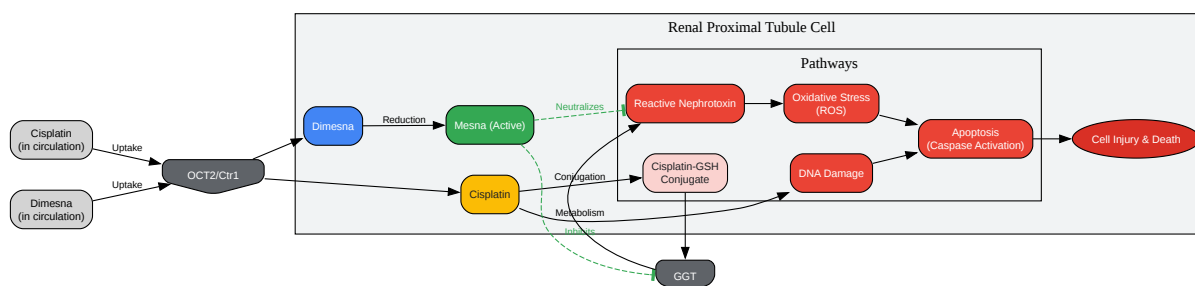 Renal Proximal Tubule Cell
Pathways
Cisplatin
(in circulation)
Uptake
Dimesna
(in circulation)
Uptake
OCT2/Ctr1
Dimesna
Reduction
Mesna (Active)
Neutralizes
Reactive Nephrotoxin
Oxidative Stress
(ROS)
Apoptosis
(Caspase Activation)
Cell Injury & Death
Cisplatin
Conjugation
Cisplatin-GSH
Conjugate
DNA Damage
Metabolism
Inhibits
GGT